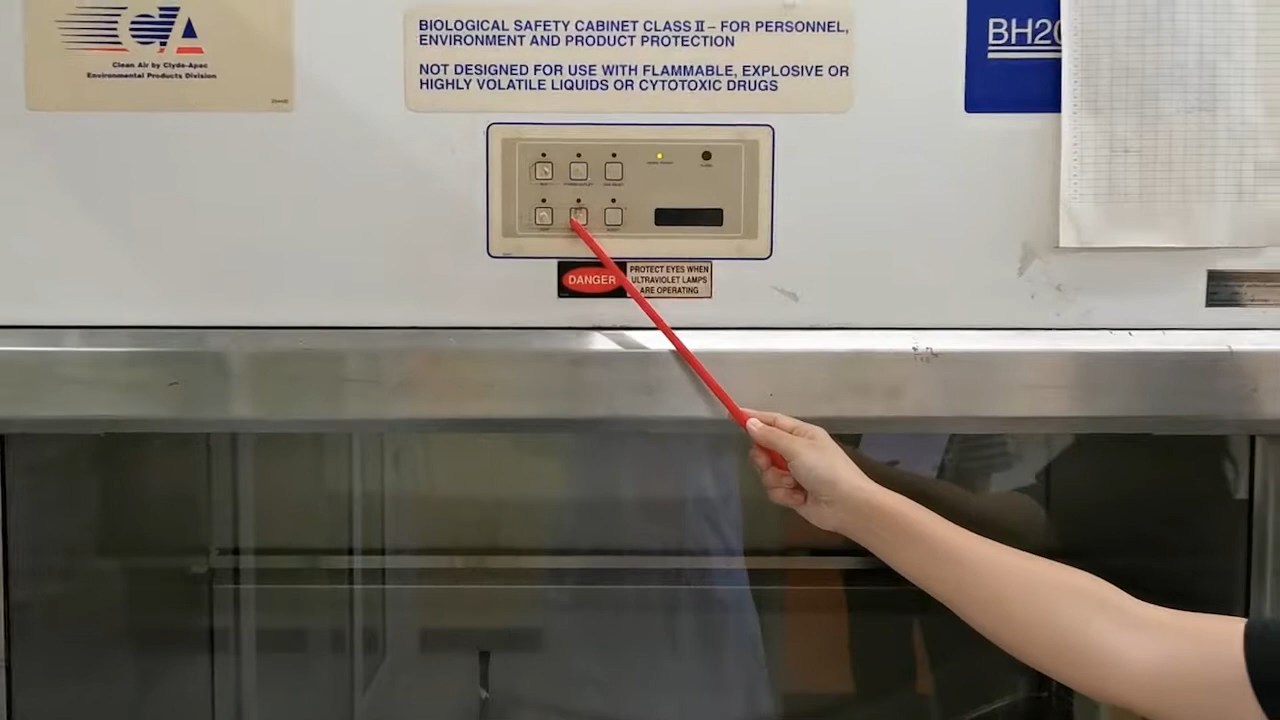 Clean Air by Clyde-Apac
Environmental Products Division
BIOLOGICAL SAFETY CABINET CLASS II – FOR PERSONNEL,
ENVIRONMENT AND PRODUCT PROTECTION
NOT DESIGNED FOR USE WITH FLAMMABLE, EXPLOSIVE OR
HIGHLY VOLATILE LIQUIDS OR CYTOTOXIC DRUGS
BH20
DANGER
PROTECT EYES WHEN
ULTRAVIOLET LAMPS
ARE OPERATING